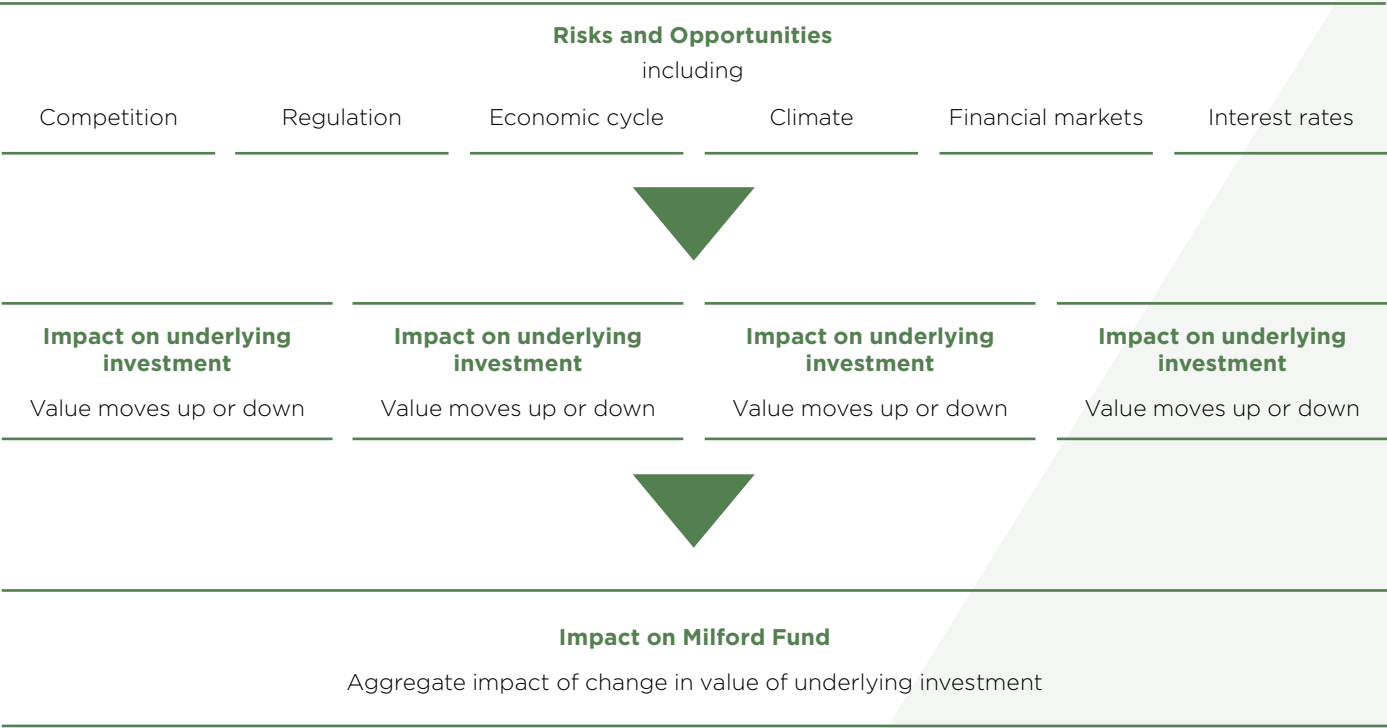 Risks and Opportunities
including
Competition
Regulation
Economic cycle
Climate
Financial markets
Interest rates
Impact on underlying
investment
Value moves up or down
Impact on underlying
investment
Value moves up or down
Impact on underlying
investment
Value moves up or down
Impact on underlying
investment
Value moves up or down
Impact on Milford Fund
Aggregate impact of change in value of underlying investment